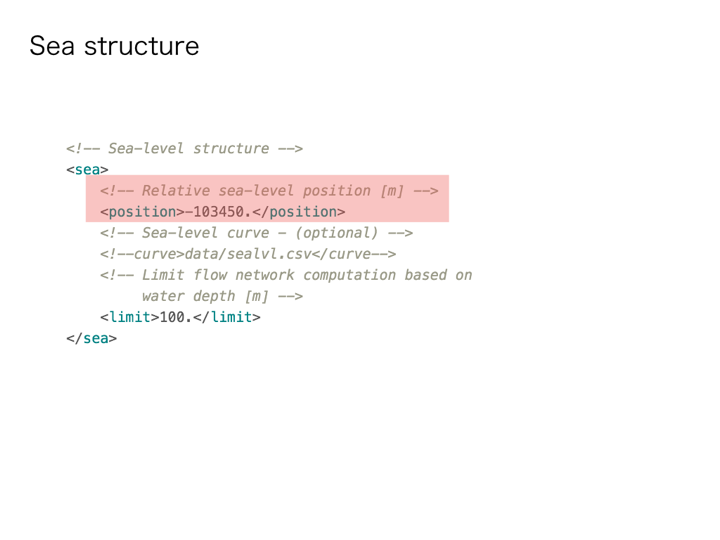 Sea structure
<!-- Sea-level structure -->
<sea>
<!-- Relative sea-level position [m] -->
<position>-103450.</position>
<!-- Sea-level curve - (optional) -->
<!--curve>data/sealvl.csv</curve-->
<!-- Limit flow network computation based on
water depth [m] -->
<limit>100.</limit>
</sea>